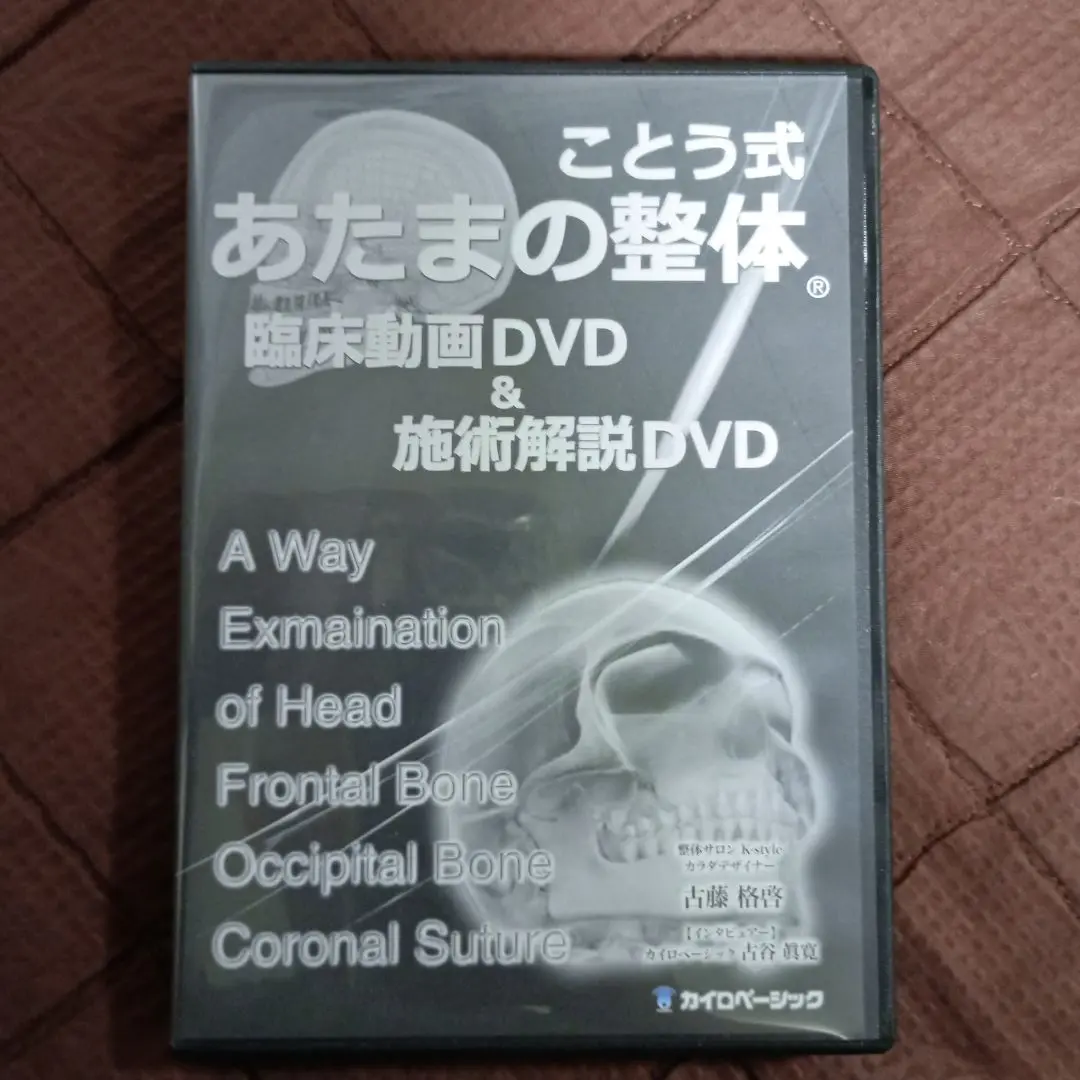 ことう式
あたまの整体®
臨床動画DVD
&
施術解説DVD
A Way
Exmaination
of Head
Frontal Bone
Occipital Bone
Coronal Suture
整体サロン K-style
カラダデザイナー
古藤 格啓
【インタビュアー】
カイロベーシック 古谷 眞寛
カイロベーシック